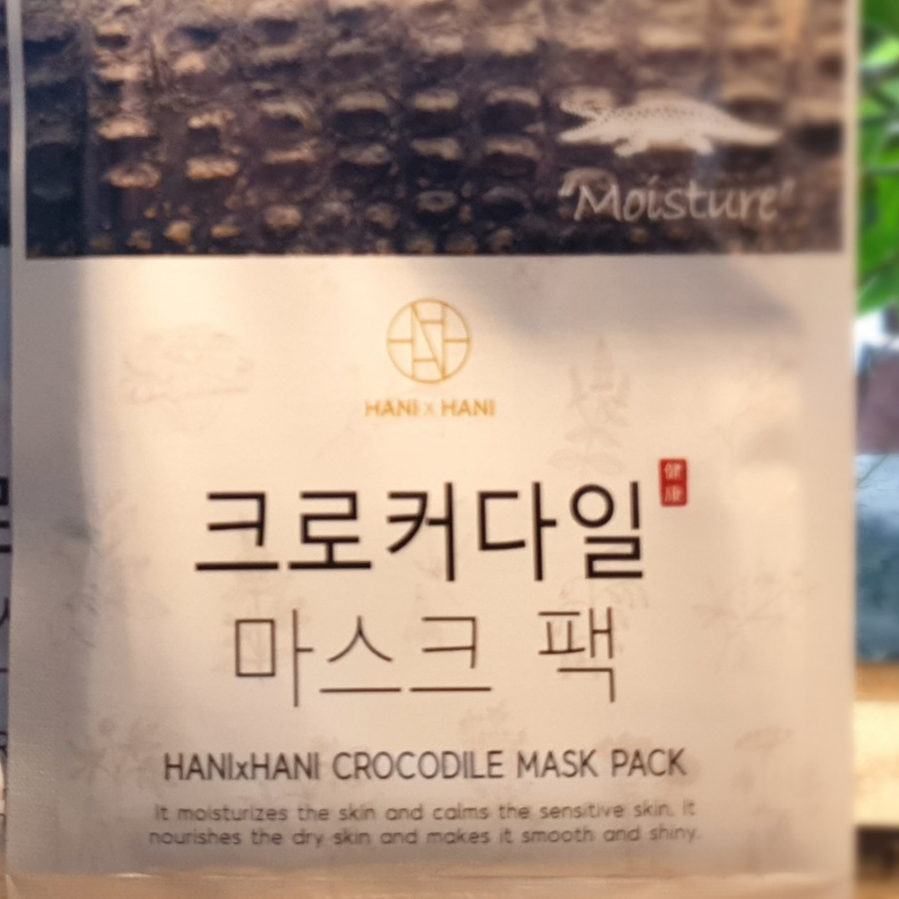 "Moisture"
HANI x HANI
크로커다일
健康
마스크 팩
HANIxHANI CROCODILE MASK PACK
It moisturizes the skin and calms the sensitive skin. It
nourishes the dry skin and makes it smooth and shiny.